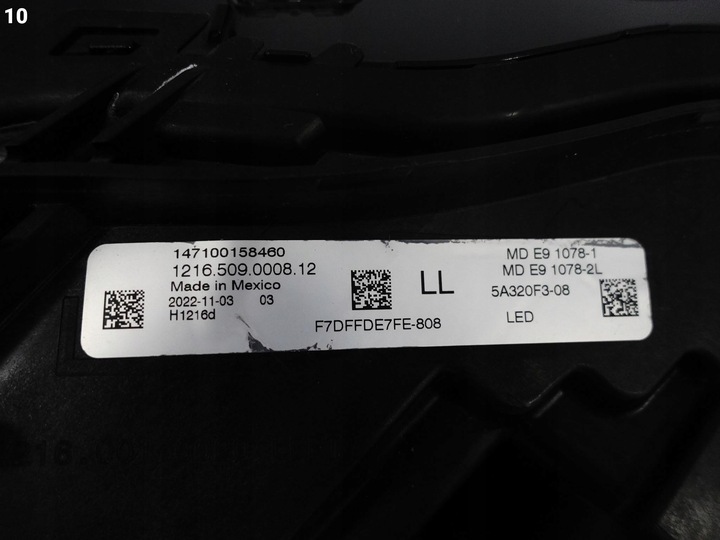 10
147100158460
1216.509.0008.12
Made in Mexico
2022-11-03 03
H1216d
LL
F7DFFDE7FE-808
MD E9 1078-1
MD E9 1078-2L
5A320F3-08
LED